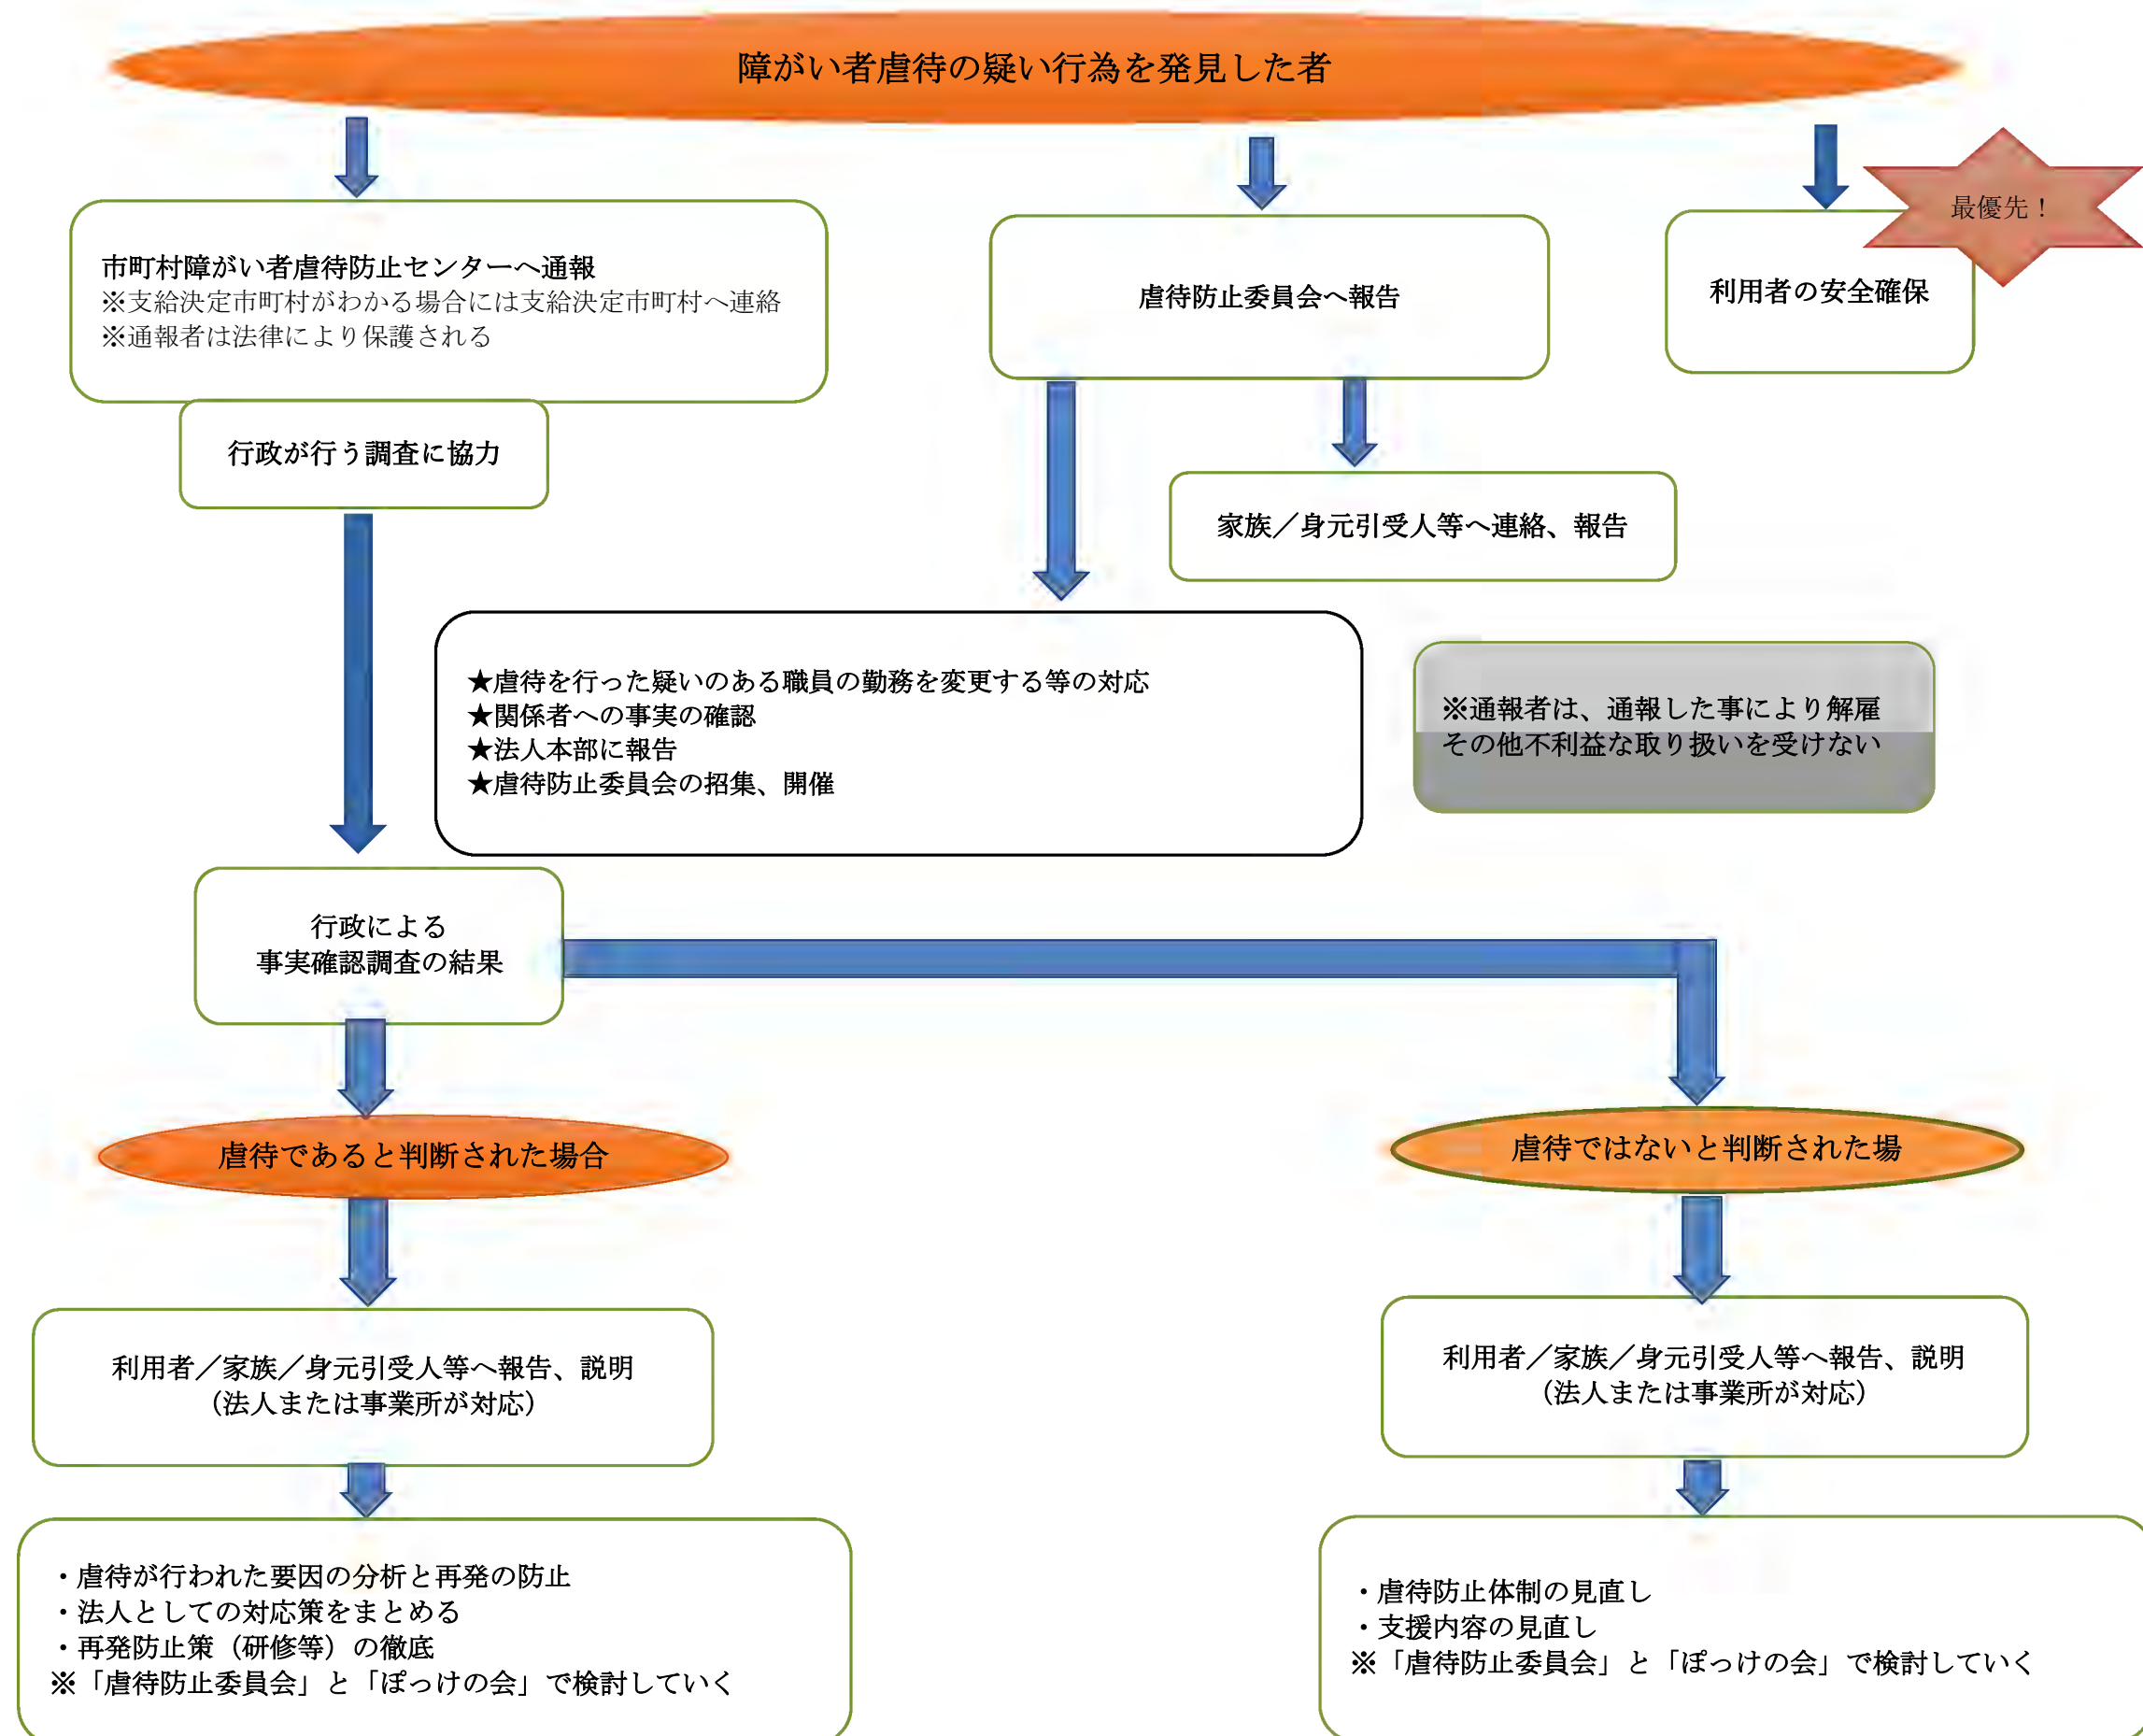 障がい者虐待の疑い行為を発見した者
最優先！
市町村障がい者虐待防止センターへ通報
※支給決定市町村がわかる場合には支給決定市町村へ連絡
※通報者は法律により保護される
虐待防止委員会へ報告
利用者の安全確保
行政が行う調査に協力
家族／身元引受人等へ連絡、報告
★虐待を行った疑いのある職員の勤務を変更する等の対応
★関係者への事実の確認
★法人本部に報告
★虐待防止委員会の招集、開催
※通報者は、通報した事により解雇
その他不利益な取り扱いを受けない
行政による
事実確認調査の結果
虐待であると判断された場合
虐待ではないと判断された場
利用者／家族／身元引受人等へ報告、説明
（法人または事業所が対応）
利用者／家族／身元引受人等へ報告、説明
（法人または事業所が対応）
・虐待が行われた要因の分析と再発の防止
・法人としての対応策をまとめる
・再発防止策（研修等）の徹底
※「虐待防止委員会」と「ぽっけの会」で検討していく
・虐待防止体制の見直し
・支援内容の見直し
※「虐待防止委員会」と「ぽっけの会」で検討していく